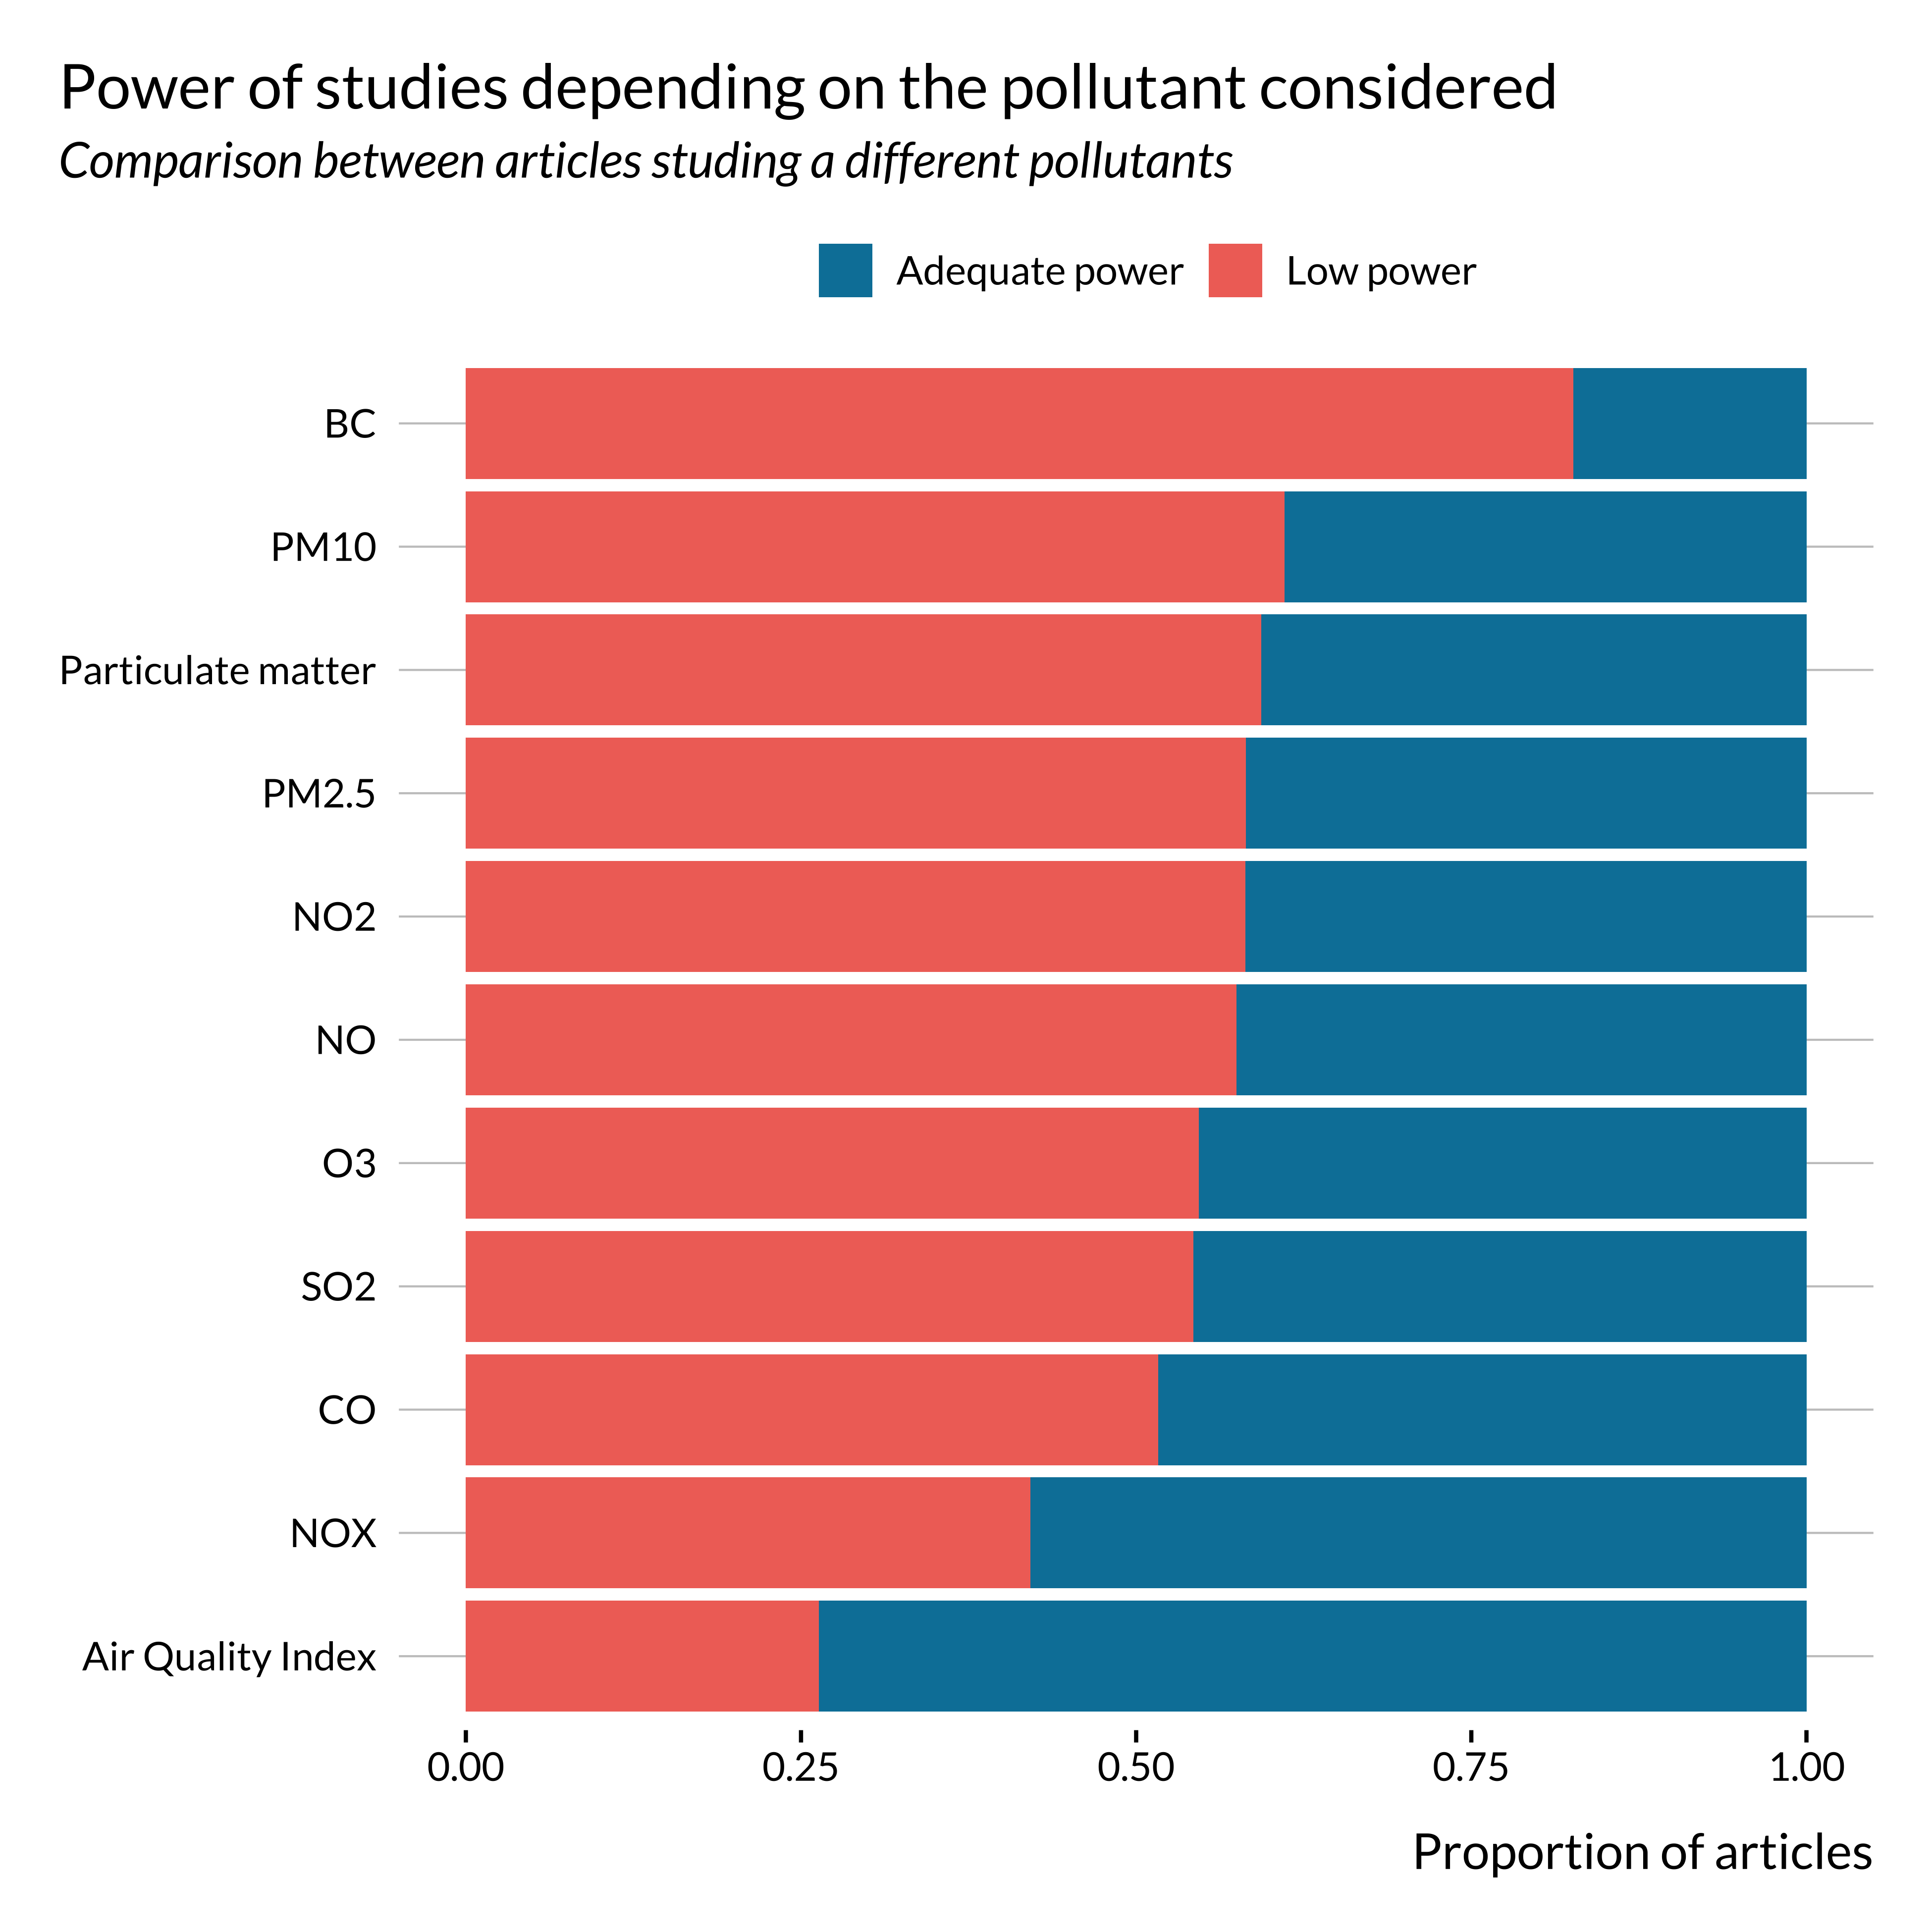 Power of studies depending on the pollutant considered
Comparison between articles studing a different pollutants
Adequate power Low power
BC
PM10
Particulate matter
PM2.5
NO2
NO
O3
SO2
CO
NOX
Air Quality Index
0.00 0.25 0.50 0.75 1.00
Proportion of articles